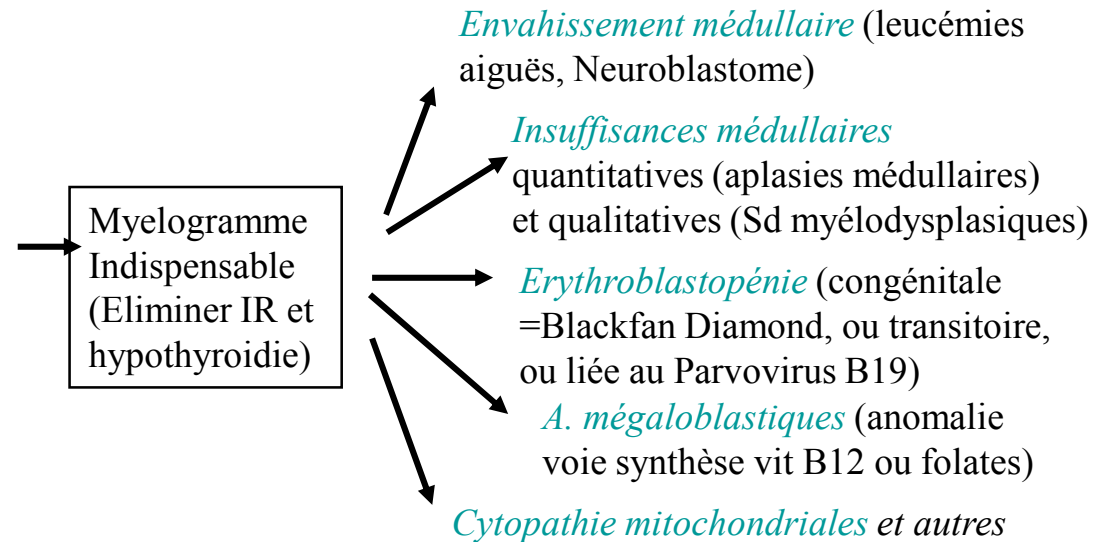 Envahissement médullaire (leucémies
aiguës, Neuroblastome)
Insuffisances médullaires
quantitatives (aplasies médullaires)
et qualitatives (Sd myélodysplasiques)
Myelogramme
Indispensable
(Eliminer IR et
hypothyroidie)
Erythroblastopénie (congénitale
=Blackfan Diamond, ou transitoire,
ou liée au Parvovirus B19)
A. mégaloblastiques (anomalie
voie synthèse vit B12 ou folates)
Cytopathie mitochondriales et autres